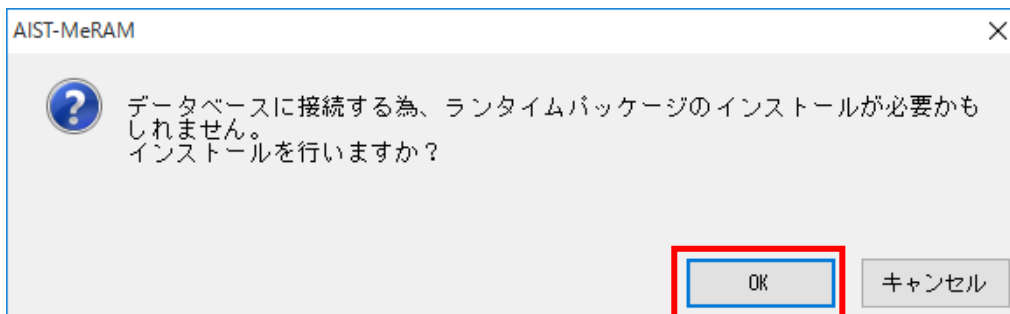 AIST-MeRAM
データベースに接続する為、ランタイムパッケージのインストールが必要かも
しれません。
インストールを行いますか？
OK
キャンセル